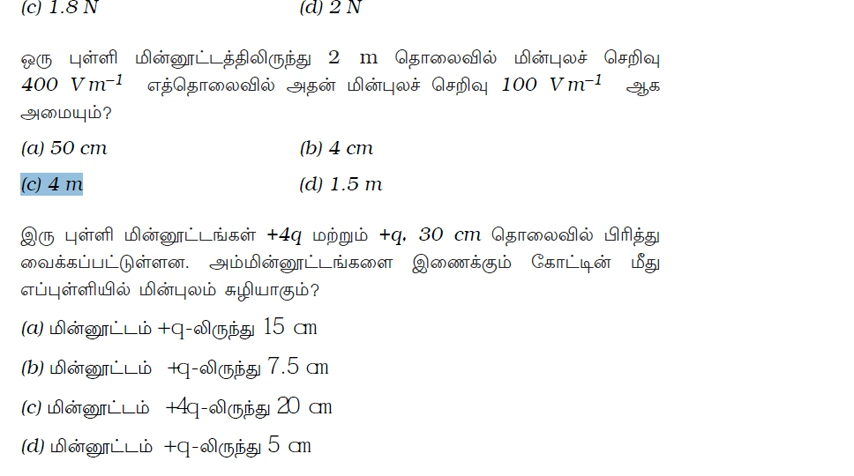 (c) 1.8 N (d) 2 N
ஒரு புள்ளி மின்னூட்டத்திலிருந்து 2 m தொலைவில் மின்புலச் செறிவு
400 V m⁻¹ எத்தொலைவில் அதன் மின்புலச் செறிவு 100 V m⁻¹ ஆக
அமையும்?
(a) 50 cm (b) 4 cm
(c) 4 m (d) 1.5 m
இரு புள்ளி மின்னூட்டங்கள் +4q மற்றும் +q, 30 cm தொலைவில் பிரித்து
வைக்கப்பட்டுள்ளன. அம்மின்னூட்டங்களை இணைக்கும் கோட்டின் மீது
எப்புள்ளியில் மின்புலம் சுழியாகும்?
(a) மின்னூட்டம் +q-லிருந்து 15 cm
(b) மின்னூட்டம் +q-லிருந்து 7.5 cm
(c) மின்னூட்டம் +4q-லிருந்து 20 cm
(d) மின்னூட்டம் +q-லிருந்து 5 cm